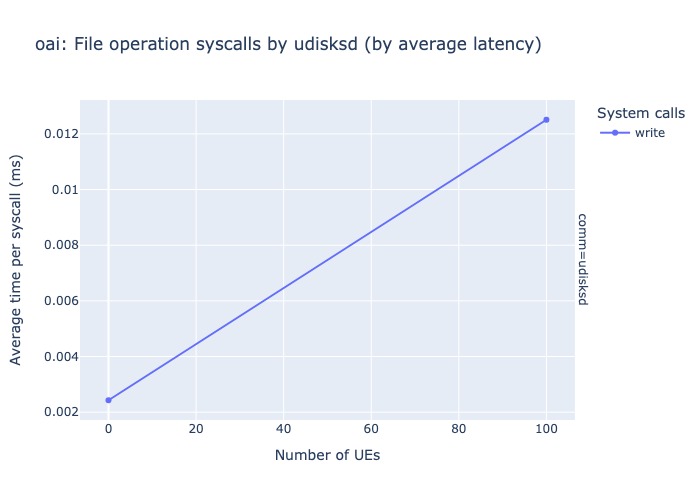 oai: File operation syscalls by udisksd (by average latency)
System calls
write
0.012
0.01
0.008
0.006
0.004
0.002
Average time per syscall (ms)
comm=udisksd
0 20 40 60 80 100
Number of UEs